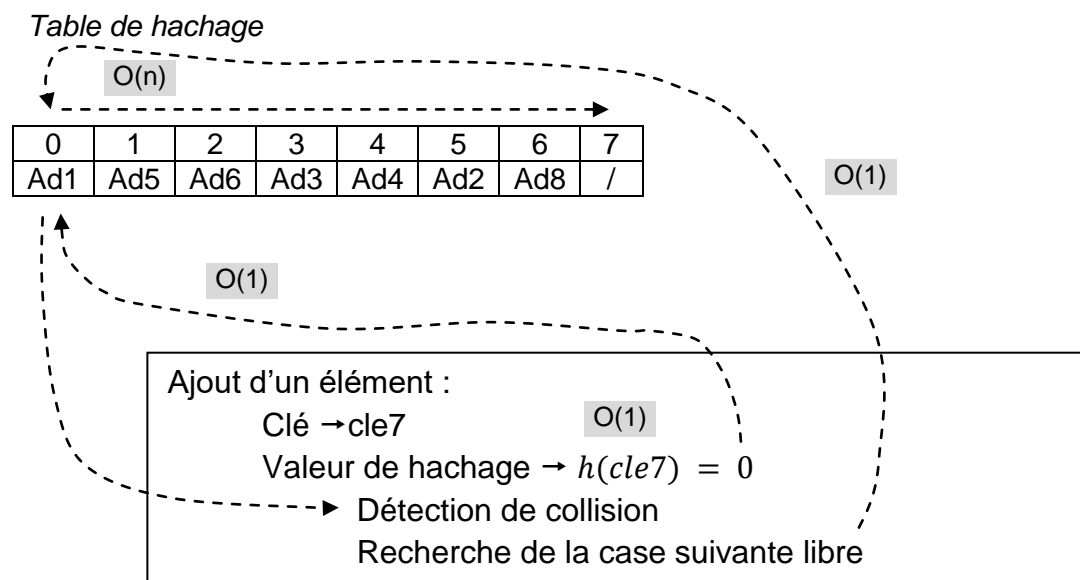 Table de hachage
O(n)
0 1 2 3 4 5 6 7
Ad1 Ad5 Ad6 Ad3 Ad4 Ad2 Ad8 /
O(1)
O(1)
Ajout d'un élément :
Clé →cle7
O(1)
Valeur de hachage → h(cle7) = 0
Détection de collision
Recherche de la case suivante libre